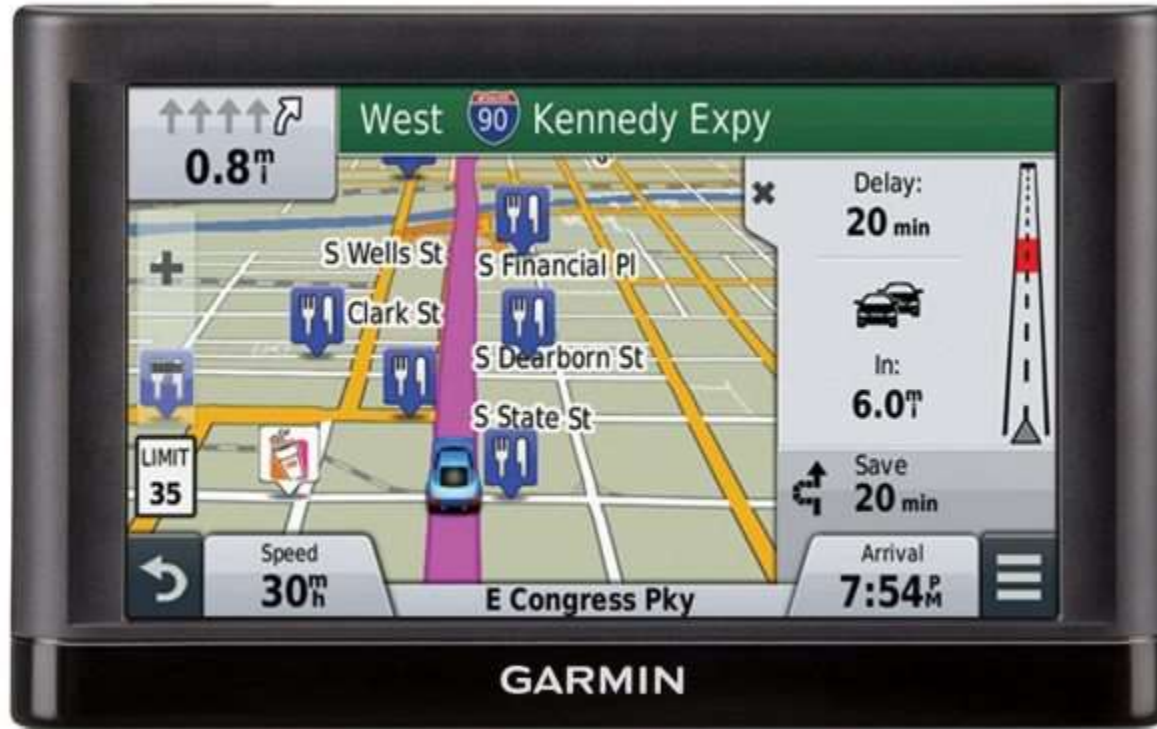 West 90 Kennedy Expy
0.8 mi
Delay:
20 min
S Wells St
S Financial Pl
Clark St
S Dearborn St
In:
6.0 mi
S State St
LIMIT
35
Save
20 min
Speed
30 mh
E Congress Pky
Arrival
7:54 PM
GARMIN